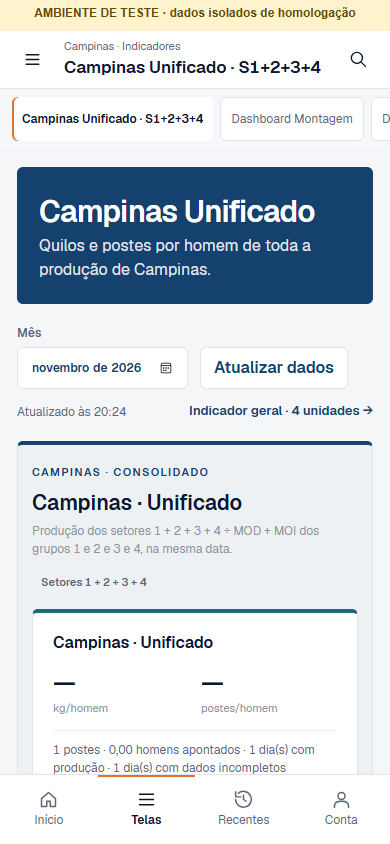 AMBIENTE DE TESTE · dados isolados de homologação
Campinas · Indicadores
Campinas Unificado · S1+2+3+4
Campinas Unificado · S1+2+3+4
Dashboard Montagem
Campinas Unificado
Quilos e postes por homem de toda a
produção de Campinas.
Mês
novembro de 2026
Atualizar dados
Atualizado às 20:24
Indicador geral · 4 unidades →
CAMPINAS · CONSOLIDADO
Campinas · Unificado
Produção dos setores 1 + 2 + 3 + 4 ÷ MOD + MOI dos
grupos 1 e 2 e 3 e 4, na mesma data.
Setores 1 + 2 + 3 + 4
Campinas · Unificado
— —
kg/homem
postes/homem
1 postes · 0,00 homens apontados · 1 dia(s) com
produção · 1 dia(s) com dados incompletos
Início
Telas
Recentes
Conta